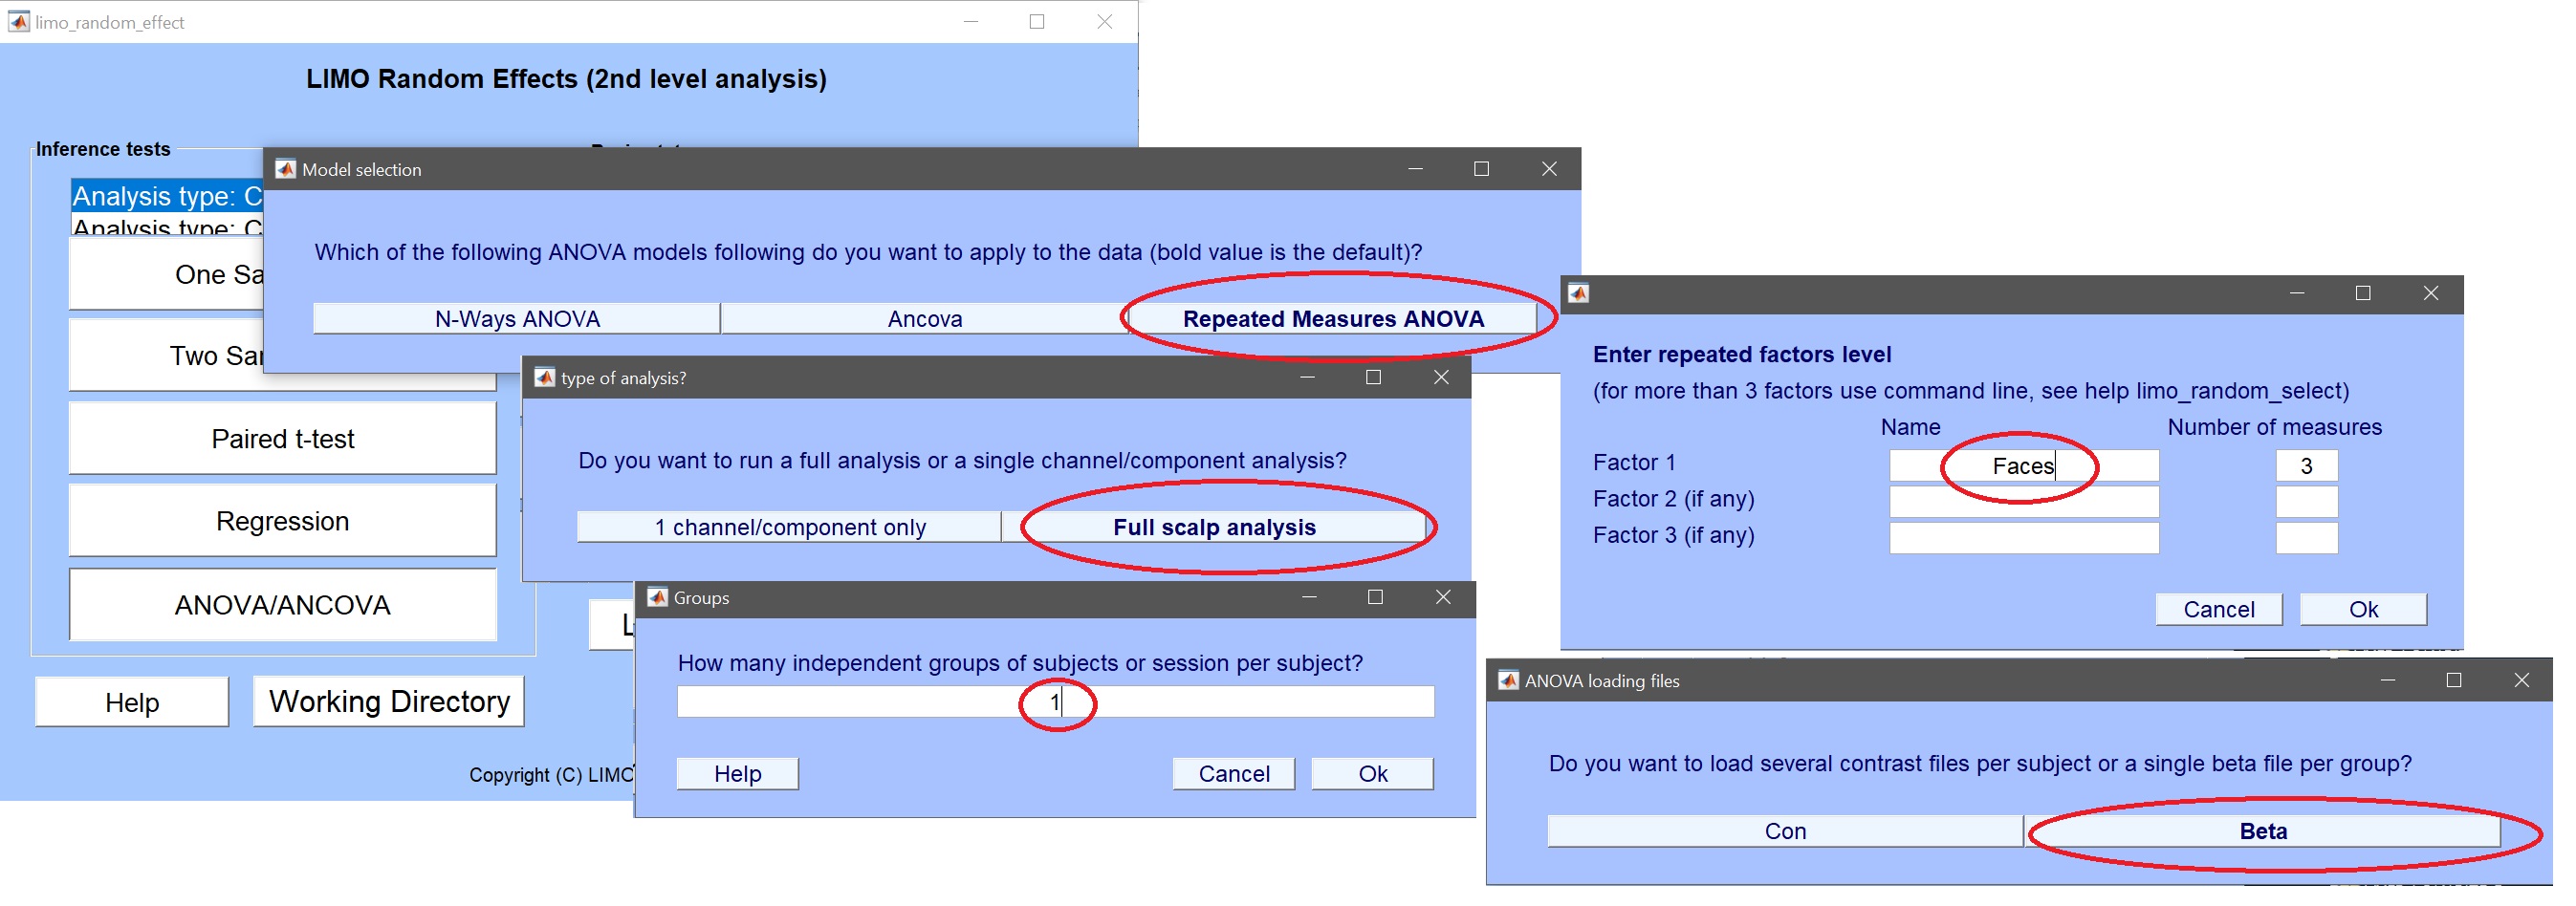 limo_random_effect
LIMO Random Effects (2nd level analysis)
Inference tests
Analysis type: C
Analysis type: C
One Sa
Two Sar
Paired t-test
Regression
ANOVA/ANCOVA
Help
Working Directory
Copyright (C) LIMO
Model selection
Which of the following ANOVA models following do you want to apply to the data (bold value is the default)?
N-Ways ANOVA
Ancova
Repeated Measures ANOVA
type of analysis?
Do you want to run a full analysis or a single channel/component analysis?
1 channel/component only
Full scalp analysis
Groups
How many independent groups of subjects or session per subject?
1
Help
Cancel
Ok
Enter repeated factors level
(for more than 3 factors use command line, see help limo_random_select)
Name
Number of measures
Factor 1
Faces
3
Factor 2 (if any)
Factor 3 (if any)
Cancel
Ok
ANOVA loading files
Do you want to load several contrast files per subject or a single beta file per group?
Con
Beta